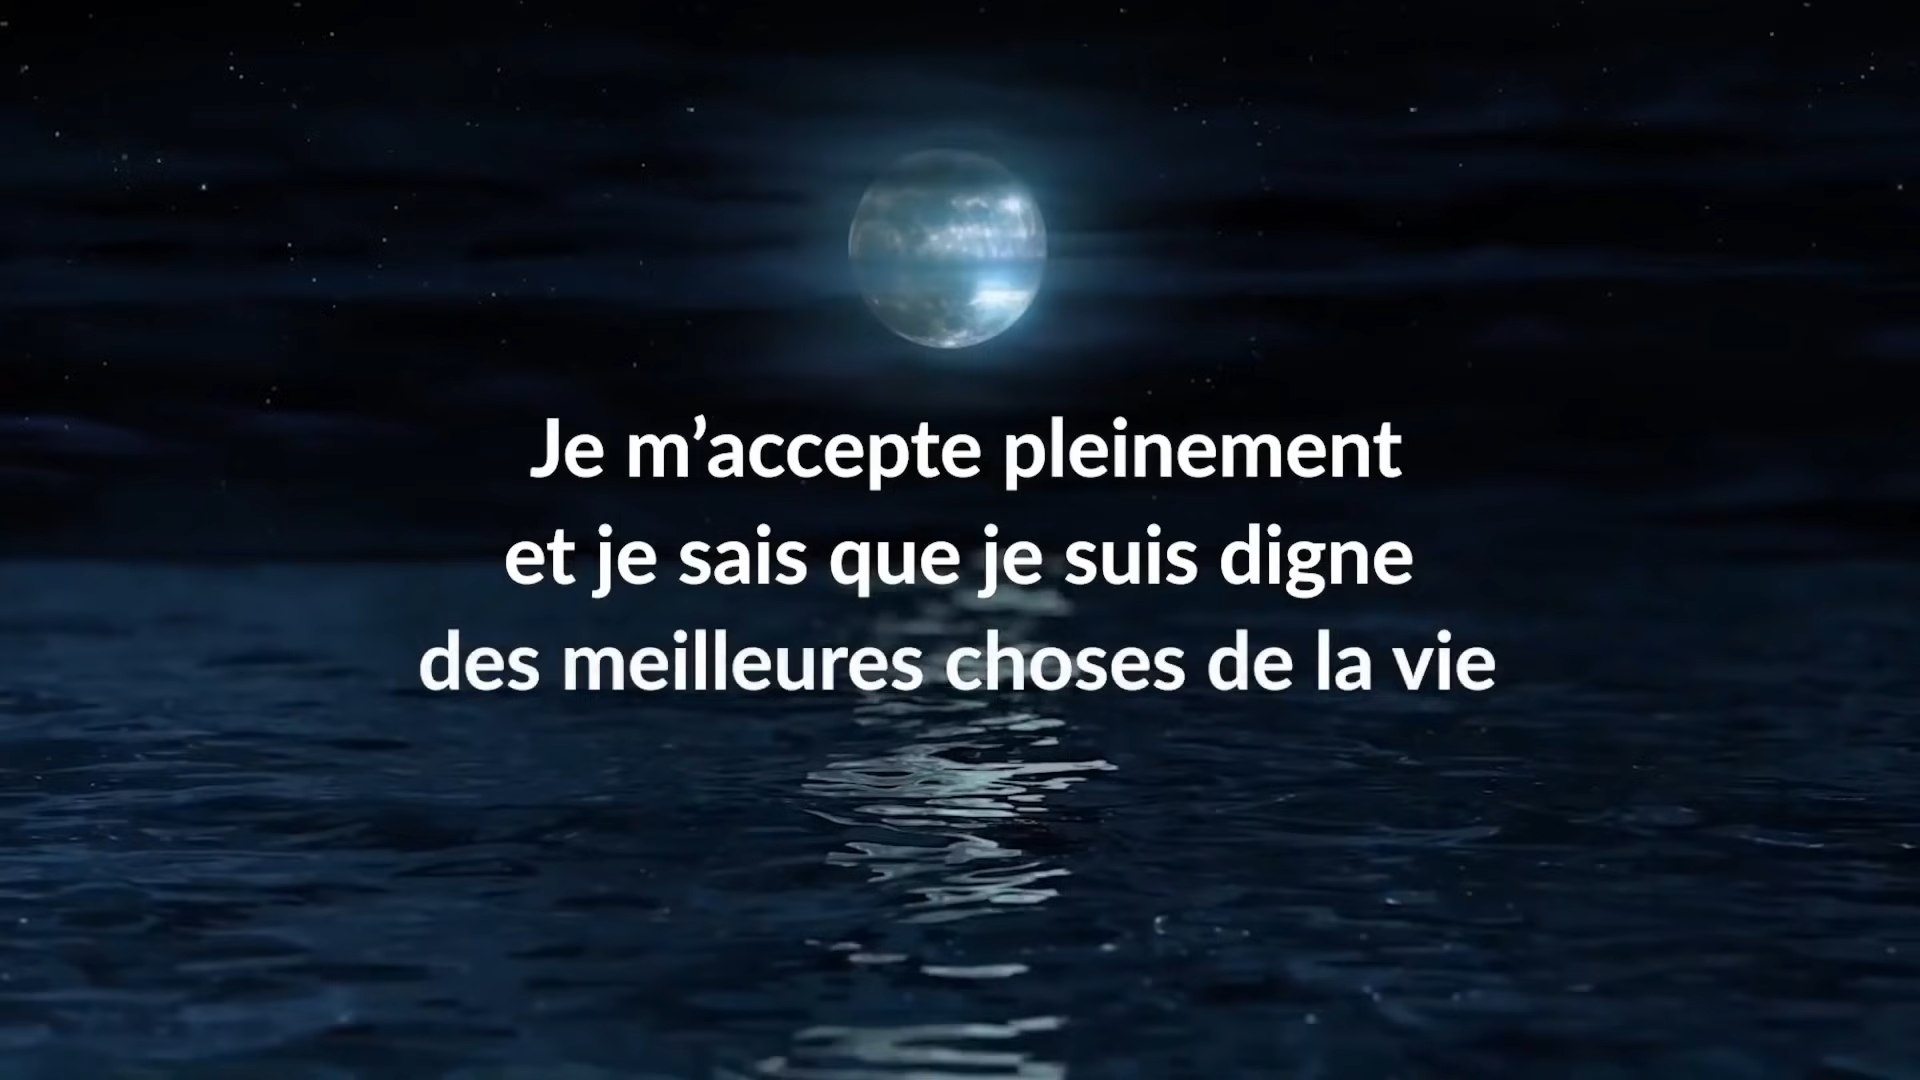 Je m’accepte pleinement
et je sais que je suis digne
des meilleures choses de la vie